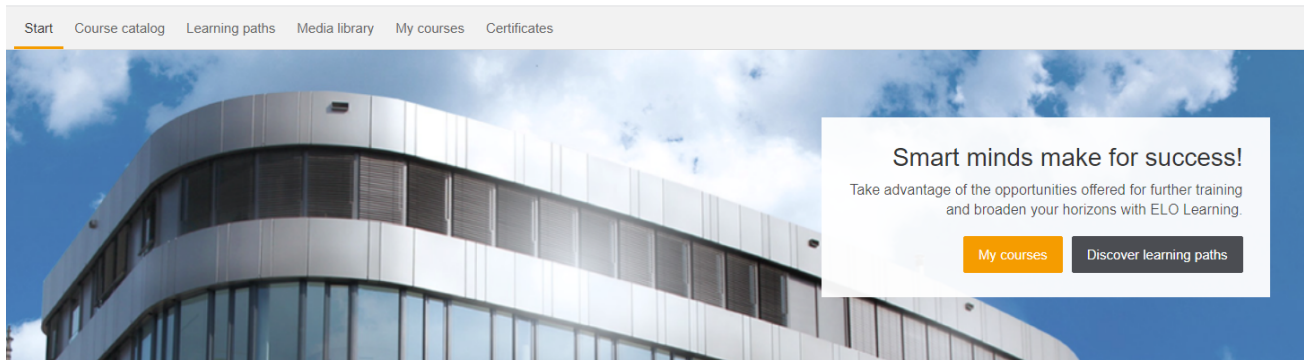 Start Course catalog Learning paths Media library My courses Certificates
Smart minds make for success!
Take advantage of the opportunities offered for further training
and broaden your horizons with ELO Learning.
My courses Discover learning paths